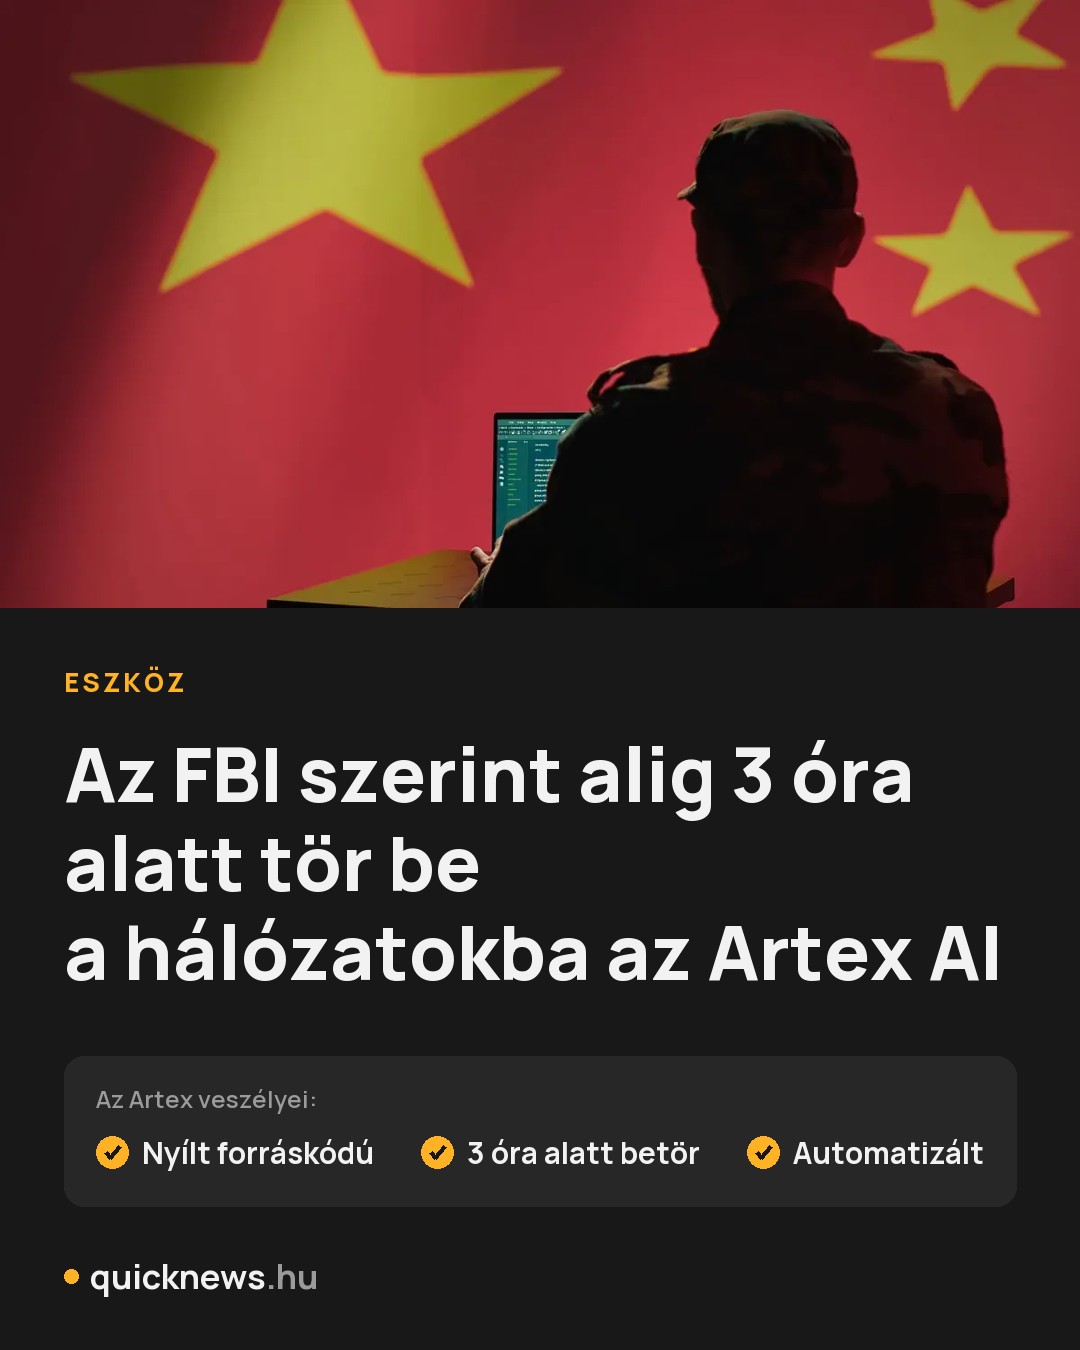 ESZKÖZ
Az FBI szerint alig 3 óra
alatt tör be
a hálózatokba az Artex AI
Az Artex veszélyei:
Nyílt forráskódú
3 óra alatt betör
Automatizált
quicknews.hu